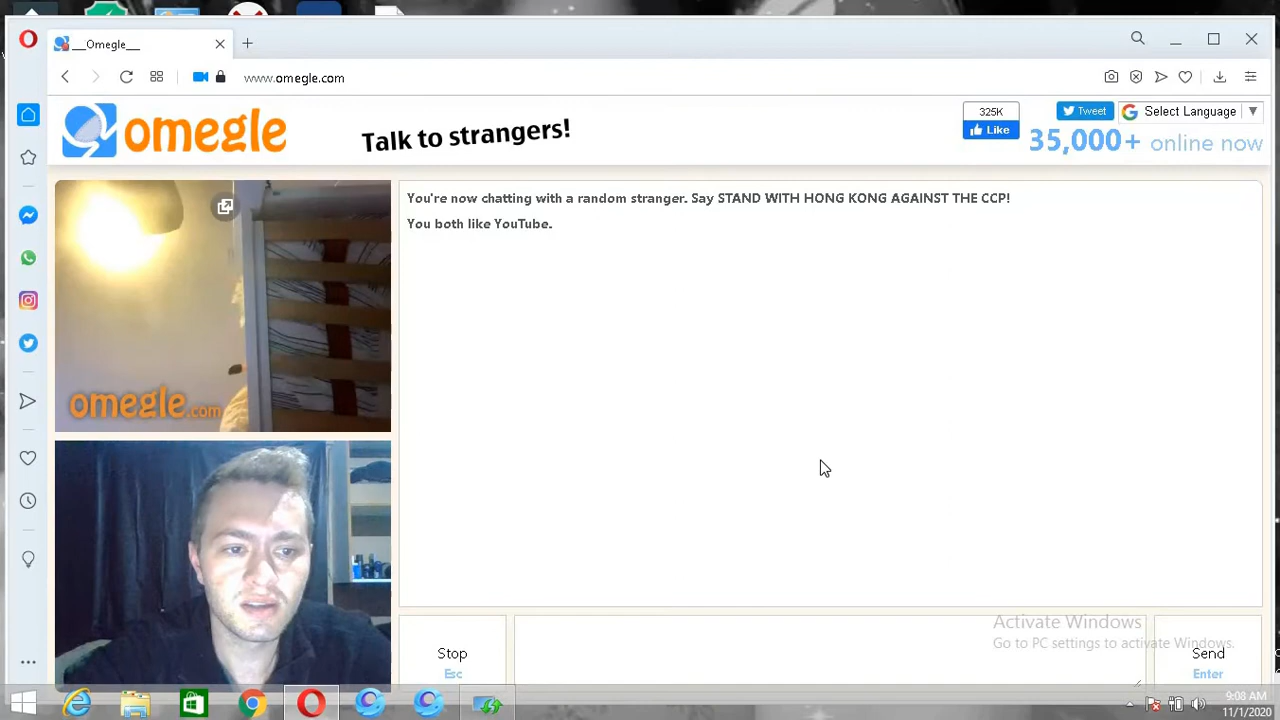 __Omegle__
www.omegle.com
omegle
Talk to strangers!
325K
Like
Tweet
Select Language
35,000+ online now
You're now chatting with a random stranger. Say STAND WITH HONG KONG AGAINST THE CCP!
You both like YouTube.
omegle.com
Activate Windows
Go to PC settings to activate Windows.
Stop
Esc
Send
Enter
9:08 AM
11/1/2020